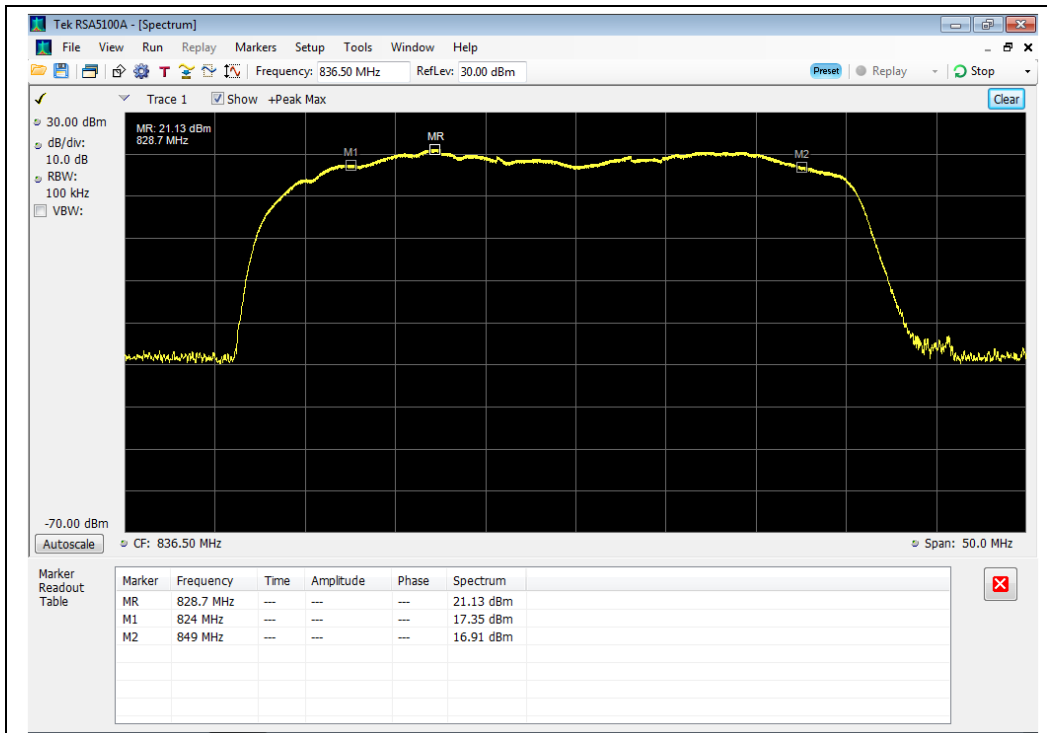 Tek RSA5100A - [Spectrum]
File View Run Replay Markers Setup Tools Window Help
Frequency: 836.50 MHz RefLev: 30.00 dBm Preset Replay Stop
Trace 1 Show +Peak Max Clear
30.00 dBm
dB/div:
10.0 dB
RBW:
100 kHz
VBW:
MR: 21.13 dBm
828.7 MHz
M1
MR
M2
-70.00 dBm
Autoscale CF: 836.50 MHz Span: 50.0 MHz
Marker
Readout
Table
Marker Frequency Time Amplitude Phase Spectrum
MR 828.7 MHz --- --- --- 21.13 dBm
M1 824 MHz --- --- --- 17.35 dBm
M2 849 MHz --- --- --- 16.91 dBm